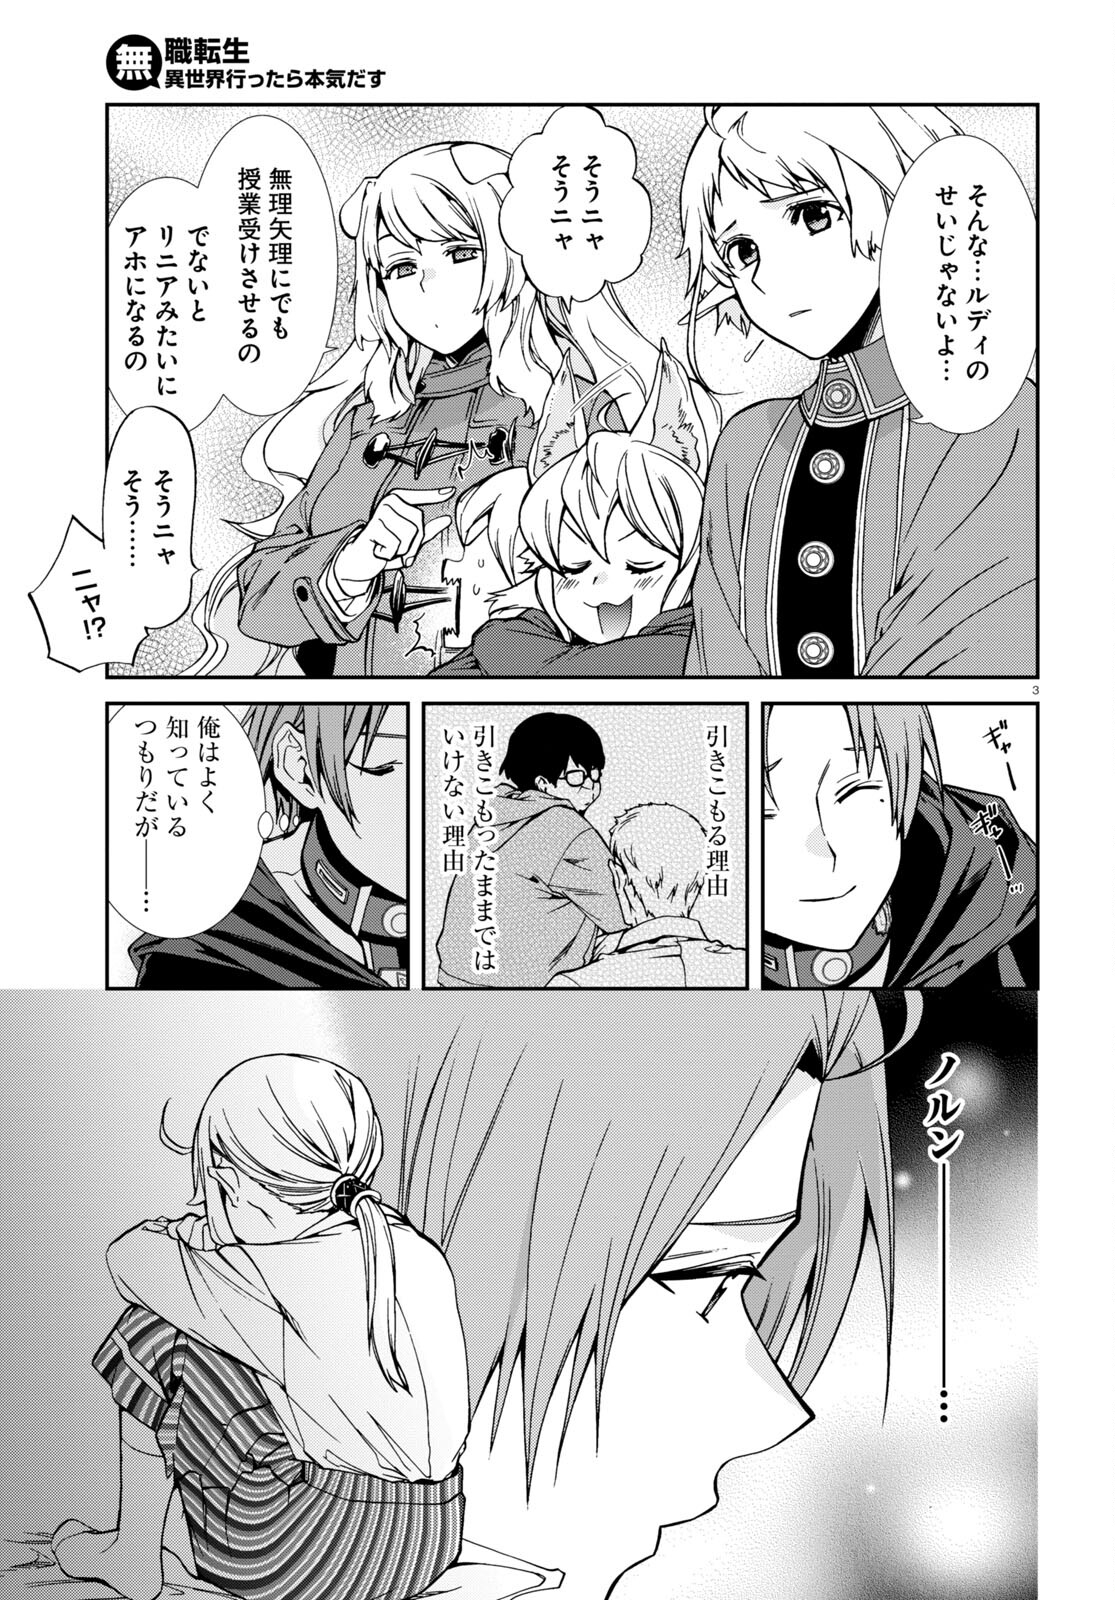 無職転生
異世界行ったら本気だす
そんな…ルディの
せいじゃないよ…
そうニャ
そうニャ
無理矢理にでも
授業受けさせるの
でないと
リニアみたいに
アホになるの
そうニャ
そう……
ニャ!?
3
ギャーギャーッ
引きこもる理由
引きこもったままでは
いけない理由
俺はよく
知っている
つもりだが
――…
ノルン――…